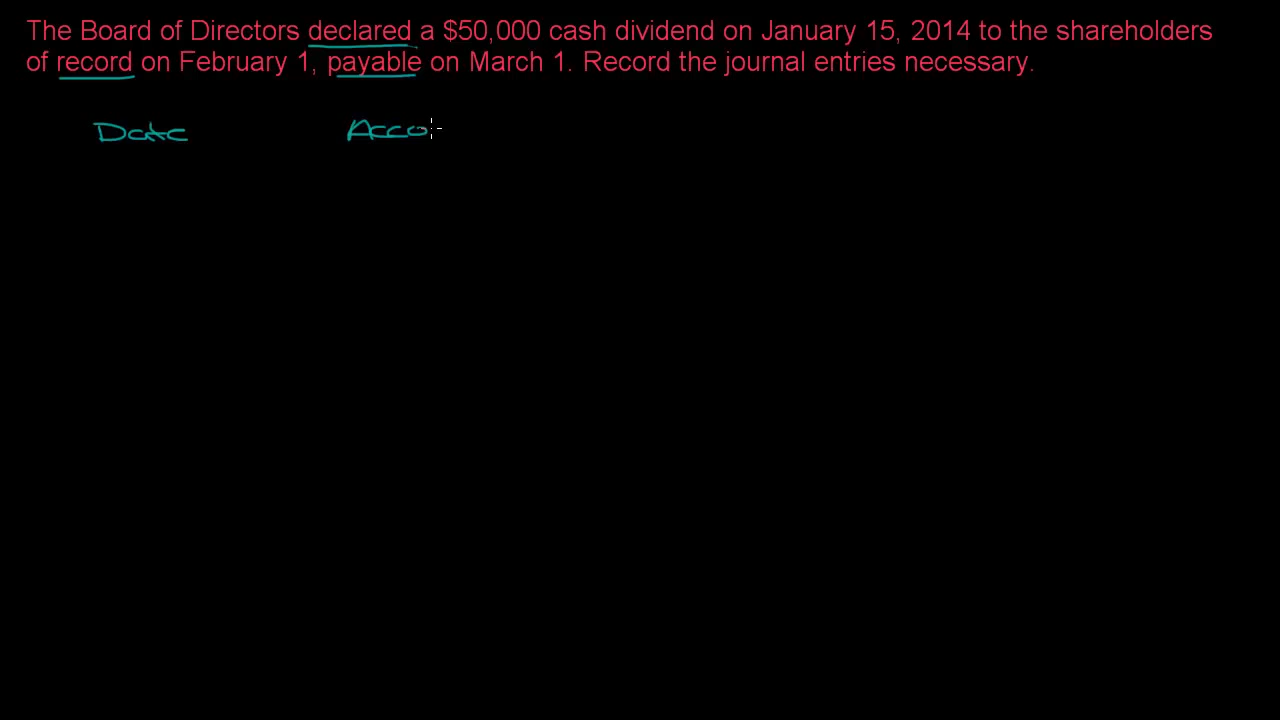 The Board of Directors declared a $50,000 cash dividend on January 15, 2014 to the shareholders
of record on February 1, payable on March 1. Record the journal entries necessary.
Date Acco